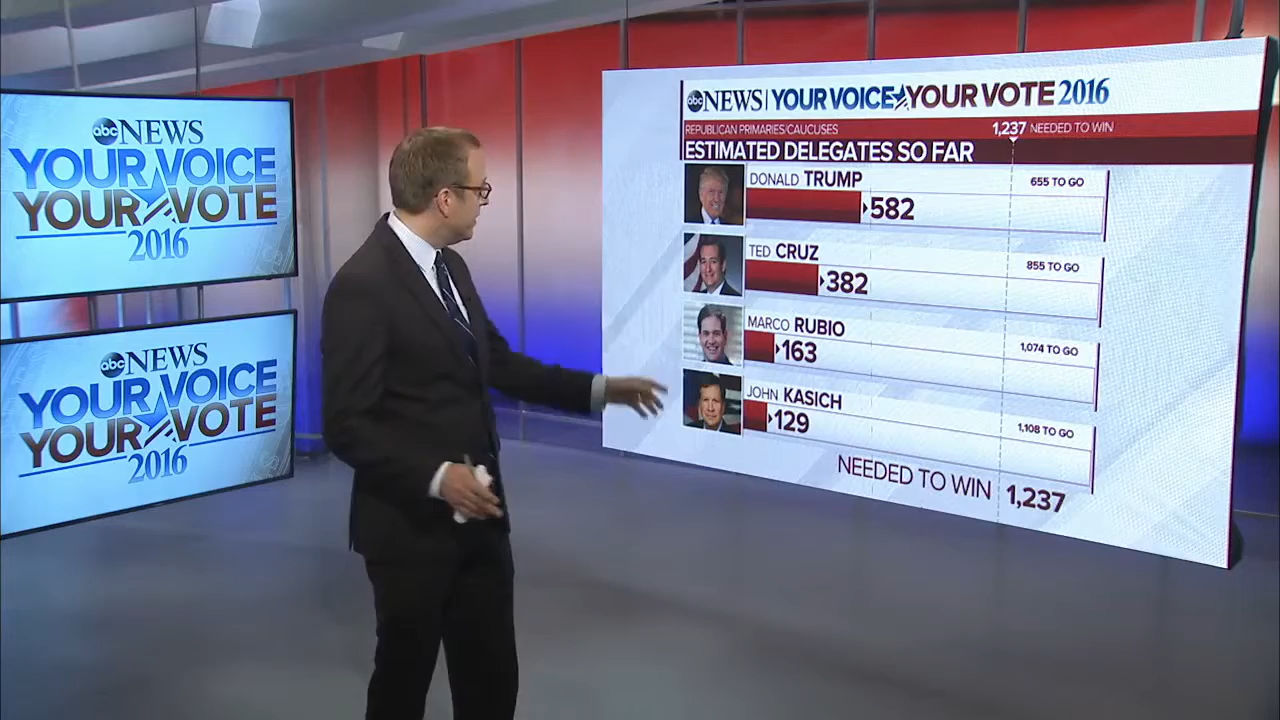 abc NEWS
YOUR VOICE
YOUR VOTE
2016
abc NEWS
YOUR VOICE
YOUR VOTE
2016
abc NEWS | YOUR VOICE YOUR VOTE 2016
REPUBLICAN PRIMARIES/CAUCUSES 1,237 NEEDED TO WIN
ESTIMATED DELEGATES SO FAR
DONALD TRUMP 655 TO GO
582
TED CRUZ 855 TO GO
382
MARCO RUBIO 1,074 TO GO
163
JOHN KASICH 1,108 TO GO
129
NEEDED TO WIN 1,237